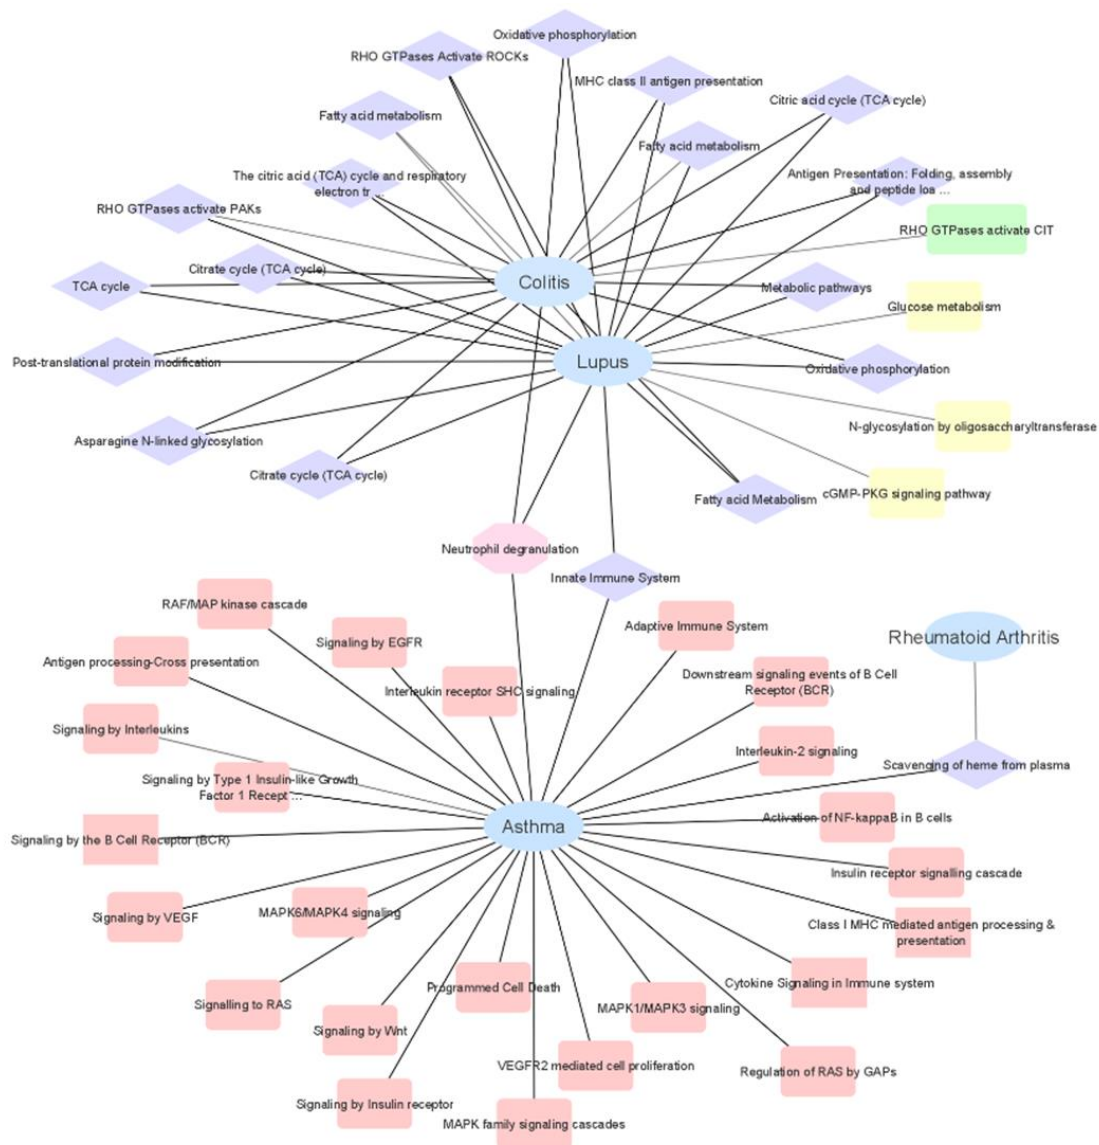 Oxidative phosphorylation
RHO GTPases Activate ROCKs
MHC class II antigen presentation
Citric acid cycle (TCA cycle)
Fatty acid metabolism
Fatty acid metabolism
The citric acid (TCA) cycle and respiratory
electron tr ...
Antigen Presentation: Folding, assembly
and peptide loa ...
RHO GTPases activate PAKs
RHO GTPases activate CIT
Citrate cycle (TCA cycle)
Colitis
TCA cycle
Metabolic pathways
Glucose metabolism
Post-translational protein modification
Lupus
Oxidative phosphorylation
N-glycosylation by oligosaccharyltransferase
Asparagine N-linked glycosylation
Citrate cycle (TCA cycle)
Fatty acid Metabolism
cGMP-PKG signaling pathway
Neutrophil degranulation
Innate Immune System
RAF/MAP kinase cascade
Adaptive Immune System
Rheumatoid Arthritis
Signaling by EGFR
Antigen processing-Cross presentation
Interleukin receptor SHC signaling
Downstream signaling events of B Cell
Receptor (BCR)
Signaling by Interleukins
Interleukin-2 signaling
Scavenging of heme from plasma
Signaling by Type 1 Insulin-like Growth
Factor 1 Recept ...
Asthma
Activation of NF-kappaB in B cells
Signaling by the B Cell Receptor (BCR)
Insulin receptor signalling cascade
Signaling by VEGF
MAPK6/MAPK4 signaling
Class I MHC mediated antigen processing &
presentation
Programmed Cell Death
Cytokine Signaling in Immune system
Signalling to RAS
MAPK1/MAPK3 signaling
Signaling by Wnt
VEGFR2 mediated cell proliferation
Regulation of RAS by GAPs
Signaling by Insulin receptor
MAPK family signaling cascades